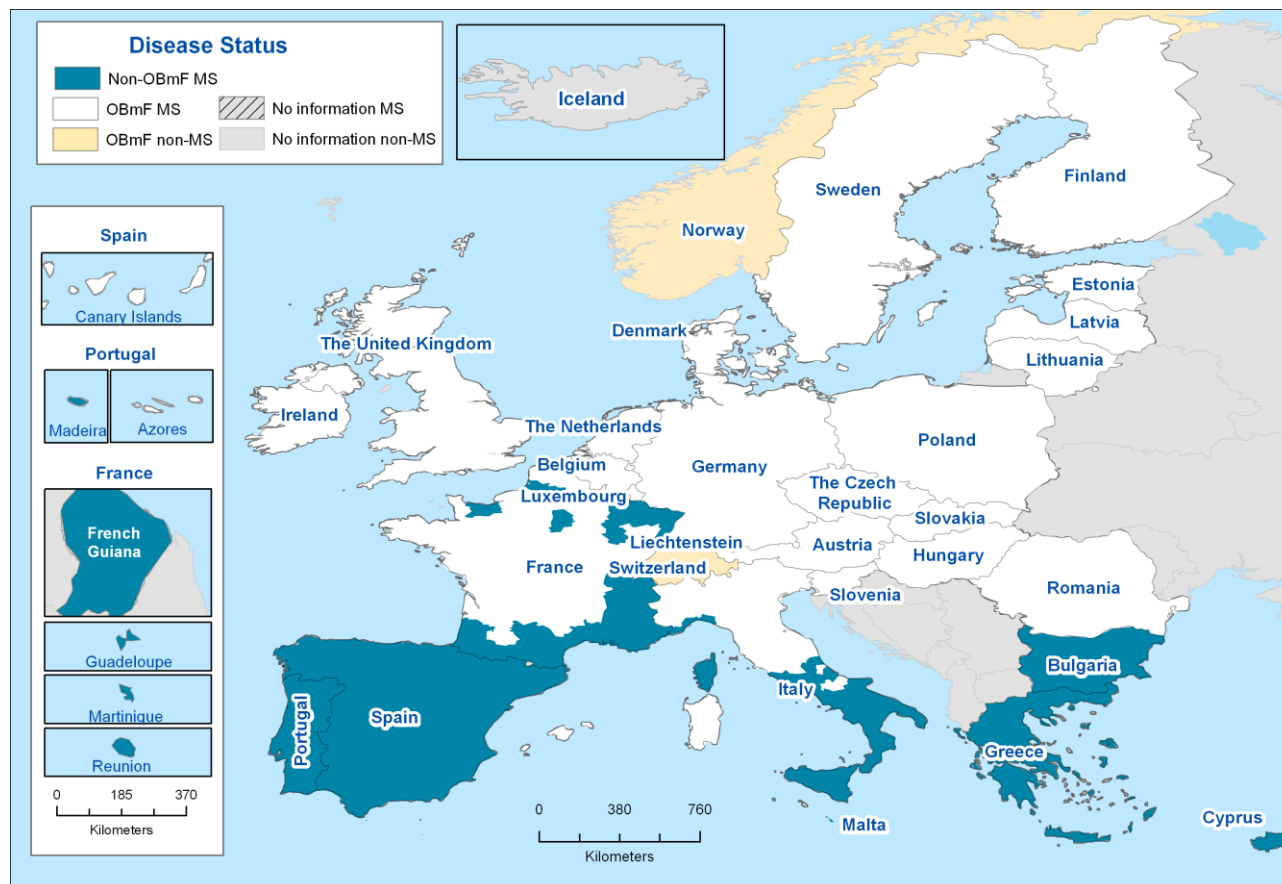 Disease Status
Non-OBmF MS
OBmF MS
No information MS
OBmF non-MS
No information non-MS
Iceland
Spain
Canary Islands
Portugal
Madeira
Azores
France
French
Guiana
Guadeloupe
Martinique
Reunion
0 185 370
Kilometers
Finland
Sweden
Norway
Estonia
Latvia
Lithuania
Denmark
The United Kingdom
Ireland
The Netherlands
Poland
Belgium
Germany
The Czech
Republic
Luxembourg
Slovakia
Liechtenstein
Austria
Hungary
France
Switzerland
Romania
Slovenia
Bulgaria
Italy
Spain
Portugal
Greece
Malta
Cyprus
0 380 760
Kilometers